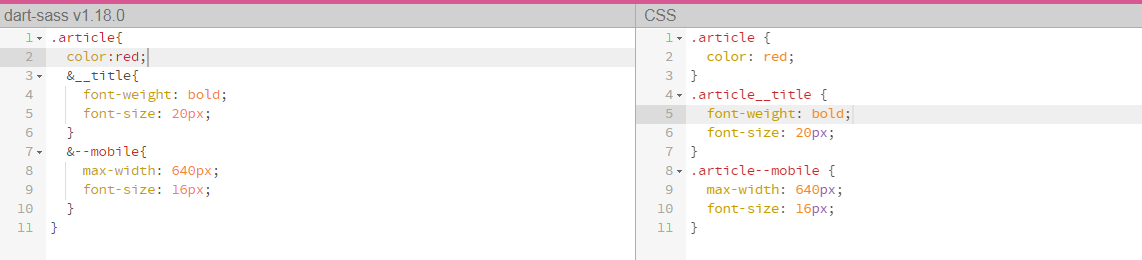 dart-sass v1.18.0
1 .article{
2 color:red;
3 &__title{
4 font-weight: bold;
5 font-size: 20px;
6 }
7 &--mobile{
8 max-width: 640px;
9 font-size: 16px;
10 }
11 }
CSS
1 .article {
2 color: red;
3 }
4 .article__title {
5 font-weight: bold;
6 font-size: 20px;
7 }
8 .article--mobile {
9 max-width: 640px;
10 font-size: 16px;
11 }